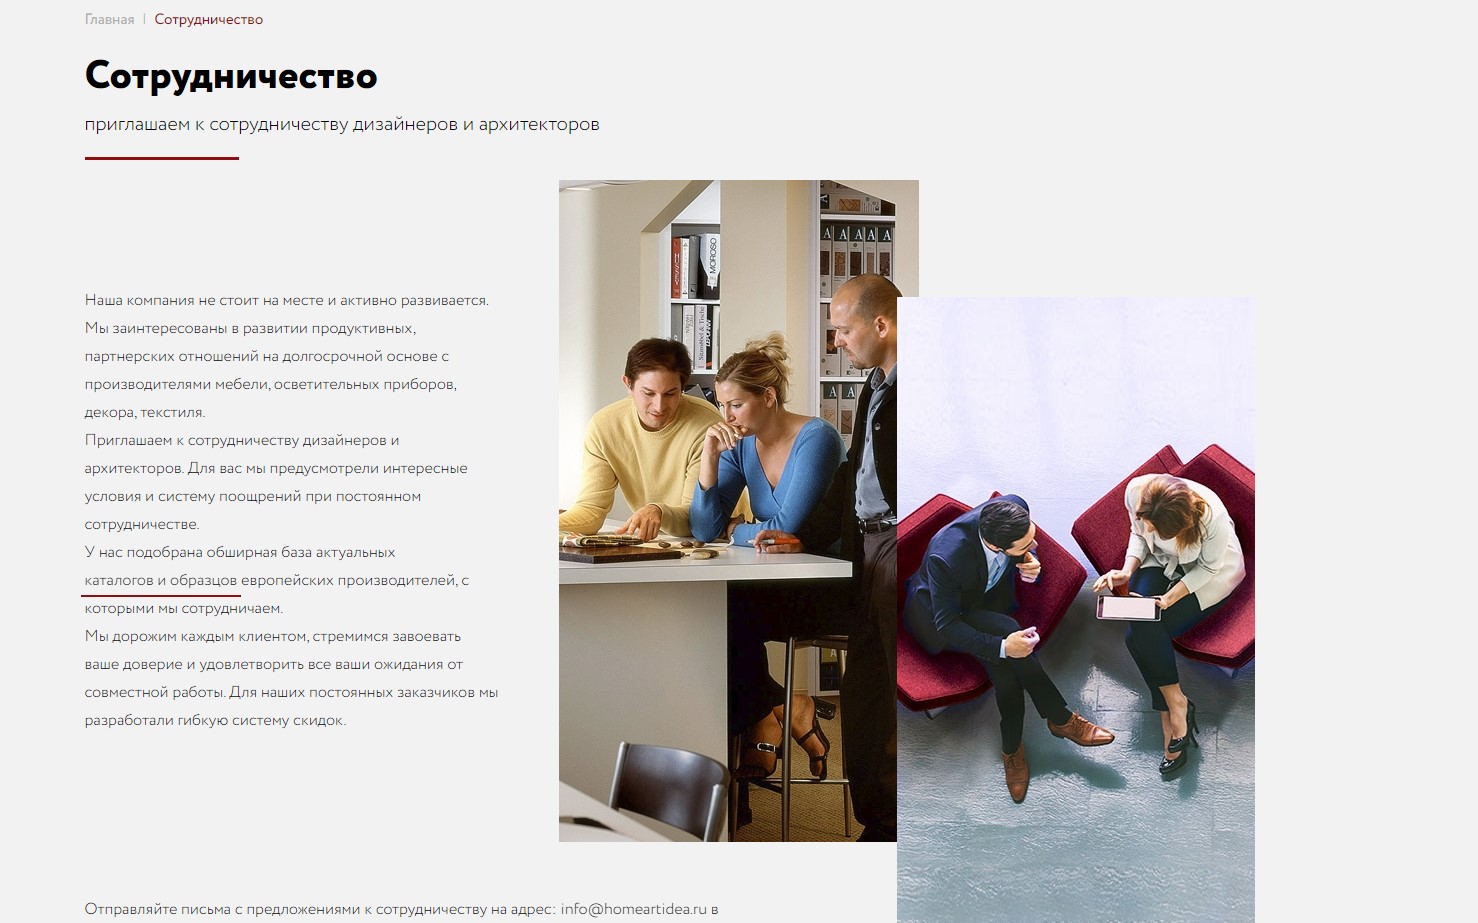 Главная | Сотрудничество
Сотрудничество
приглашаем к сотрудничеству дизайнеров и архитекторов
Наша компания не стоит на месте и активно развивается.
Мы заинтересованы в развитии продуктивных,
партнерских отношений на долгосрочной основе с
производителями мебели, осветительных приборов,
декора, текстиля.
Приглашаем к сотрудничеству дизайнеров и
архитекторов. Для вас мы предусмотрели интересные
условия и систему поощрений при постоянном
сотрудничестве.
У нас подобрана обширная база актуальных
каталогов и образцов европейских производителей, с
которыми мы сотрудничаем.
Мы дорожим каждым клиентом, стремимся завоевать
ваше доверие и удовлетворить все ваши ожидания от
совместной работы. Для наших постоянных заказчиков мы
разработали гибкую систему скидок.
MOROSO
A A A A A
A A
Отправляйте письма с предложениями к сотрудничеству на адрес: info@homeartidea.ru в